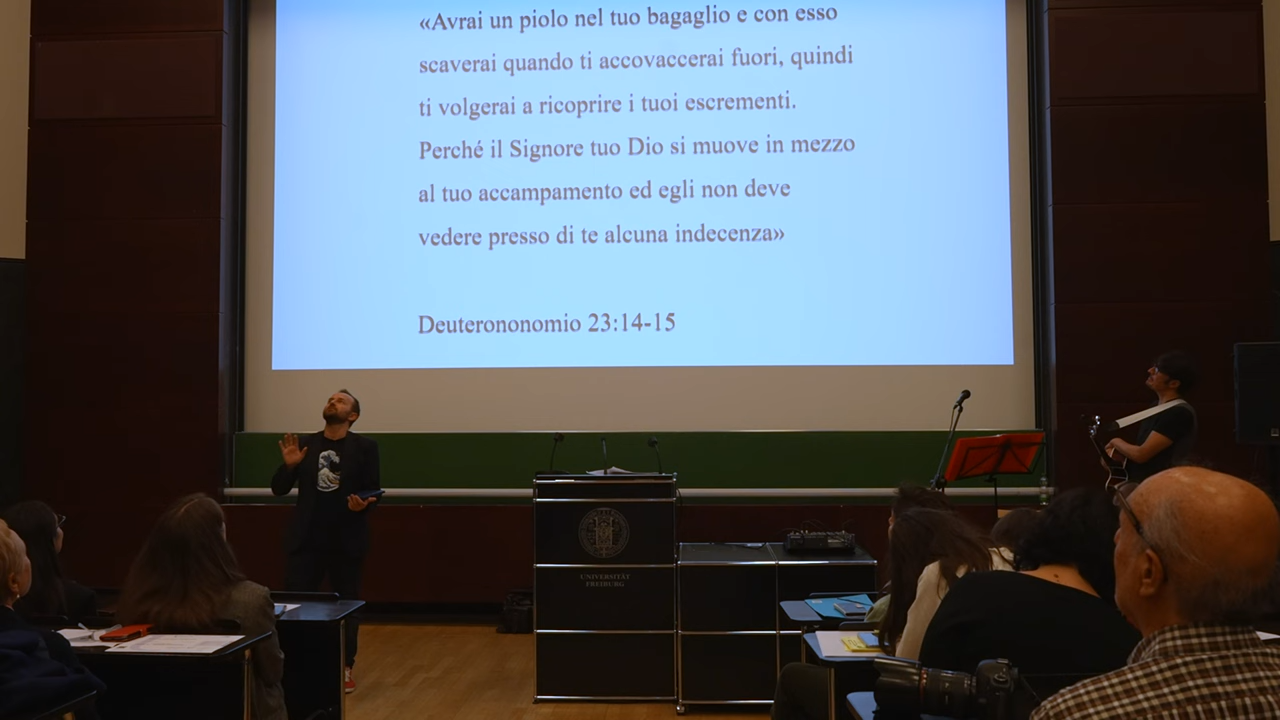 «Avrai un piolo nel tuo bagaglio e con esso
scaverai quando ti accovaccerai fuori, quindi
ti volgerai a ricoprire i tuoi escrementi.
Perché il Signore tuo Dio si muove in mezzo
al tuo accampamento ed egli non deve
vedere presso di te alcuna indecenza»
Deuterononomio 23:14-15
UNIVERSITÄT
FREIBURG